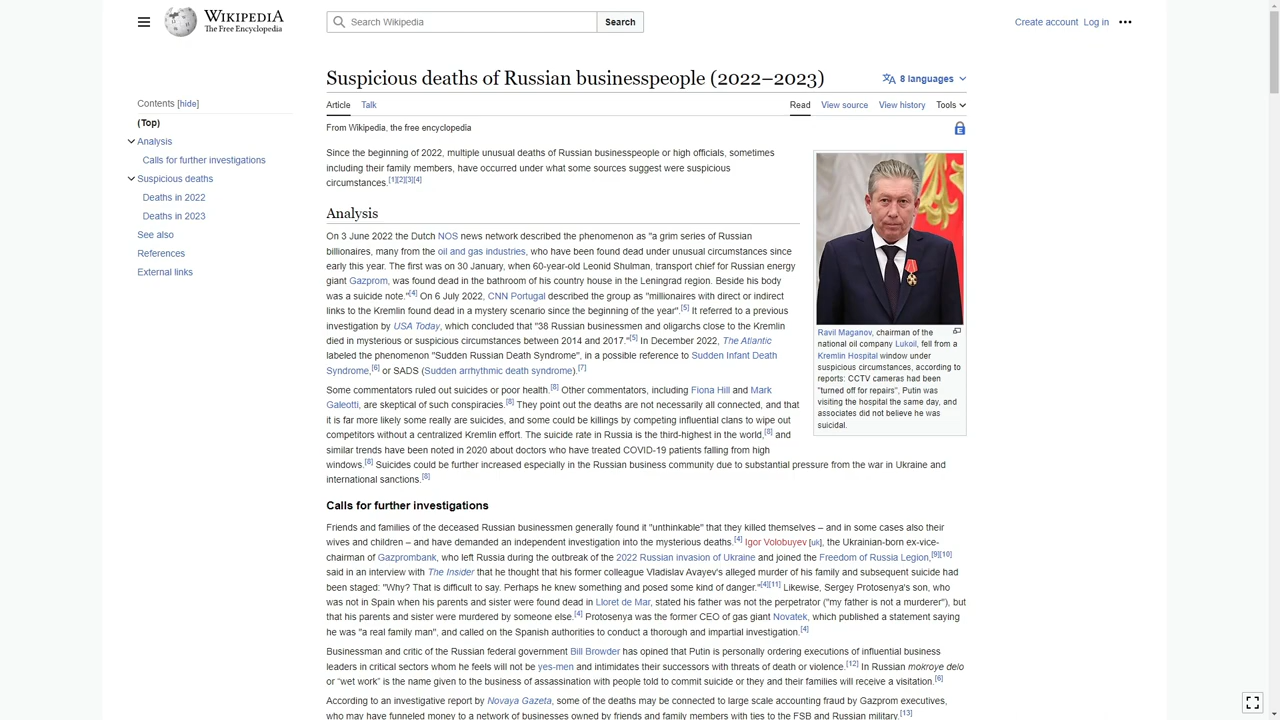 WIKIPEDIA
The Free Encyclopedia
Search Wikipedia
Search
Create account Log in
Suspicious deaths of Russian businesspeople (2022–2023)
8 languages
Contents [hide]
(Top)
Analysis
Calls for further investigations
Suspicious deaths
Deaths in 2022
Deaths in 2023
See also
References
External links
Article Talk
Read View source View history Tools
From Wikipedia, the free encyclopedia
Since the beginning of 2022, multiple unusual deaths of Russian businesspeople or high officials, sometimes
including their family members, have occurred under what some sources suggest were suspicious
circumstances.[1][2][3][4]
Analysis
On 3 June 2022 the Dutch NOS news network described the phenomenon as "a grim series of Russian
billionaires, many from the oil and gas industries, who have been found dead under unusual circumstances since
early this year. The first was on 30 January, when 60-year-old Leonid Shulman, transport chief for Russian energy
giant Gazprom, was found dead in the bathroom of his country house in the Leningrad region. Beside his body
was a suicide note."[4] On 6 July 2022, CNN Portugal described the group as "millionaires with direct or indirect
links to the Kremlin found dead in a mystery scenario since the beginning of the year".[5] It referred to a previous
investigation by USA Today, which concluded that "38 Russian businessmen and oligarchs close to the Kremlin
died in mysterious or suspicious circumstances between 2014 and 2017."[5] In December 2022, The Atlantic
labeled the phenomenon "Sudden Russian Death Syndrome", in a possible reference to Sudden Infant Death
Syndrome,[6] or SADS (Sudden arrhythmic death syndrome).[7]
Some commentators ruled out suicides or poor health.[8] Other commentators, including Fiona Hill and Mark
Galeotti, are skeptical of such conspiracies.[8] They point out the deaths are not necessarily all connected, and that
it is far more likely some really are suicides, and some could be killings by competing influential clans to wipe out
competitors without a centralized Kremlin effort. The suicide rate in Russia is the third-highest in the world,[8] and
similar trends have been noted in 2020 about doctors who have treated COVID-19 patients falling from high
windows.[8] Suicides could be further increased especially in the Russian business community due to substantial pressure from the war in Ukraine and
international sanctions.[8]
Ravil Maganov, chairman of the
national oil company Lukoil, fell from a
Kremlin Hospital window under
suspicious circumstances, according to
reports: CCTV cameras had been
"turned off for repairs", Putin was
visiting the hospital the same day, and
associates did not believe he was
suicidal.
Calls for further investigations
Friends and families of the deceased Russian businessmen generally found it "unthinkable" that they killed themselves – and in some cases also their
wives and children – and have demanded an independent investigation into the mysterious deaths.[4] Igor Volobuyev [uk], the Ukrainian-born ex-vice-
chairman of Gazprombank, who left Russia during the outbreak of the 2022 Russian invasion of Ukraine and joined the Freedom of Russia Legion,[9][10]
said in an interview with The Insider that he thought that his former colleague Vladislav Avayev's alleged murder of his family and subsequent suicide had
been staged: "Why? That is difficult to say. Perhaps he knew something and posed some kind of danger."[4][11] Likewise, Sergey Protosenya's son, who
was not in Spain when his parents and sister were found dead in Lloret de Mar, stated his father was not the perpetrator ("my father is not a murderer"), but
that his parents and sister were murdered by someone else.[4] Protosenya was the former CEO of gas giant Novatek, which published a statement saying
he was "a real family man", and called on the Spanish authorities to conduct a thorough and impartial investigation.[4]
Businessman and critic of the Russian federal government Bill Browder has opined that Putin is personally ordering executions of influential business
leaders in critical sectors whom he feels will not be yes-men and intimidates their successors with threats of death or violence.[12] In Russian mokroye delo
or “wet work” is the name given to the business of assassination with people told to commit suicide or they and their families will receive a visitation.[6]
According to an investigative report by Novaya Gazeta, some of the deaths may be connected to large scale accounting fraud by Gazprom executives,
who may have funneled money to a network of businesses owned by friends and family members with ties to the FSB and Russian military.[13]